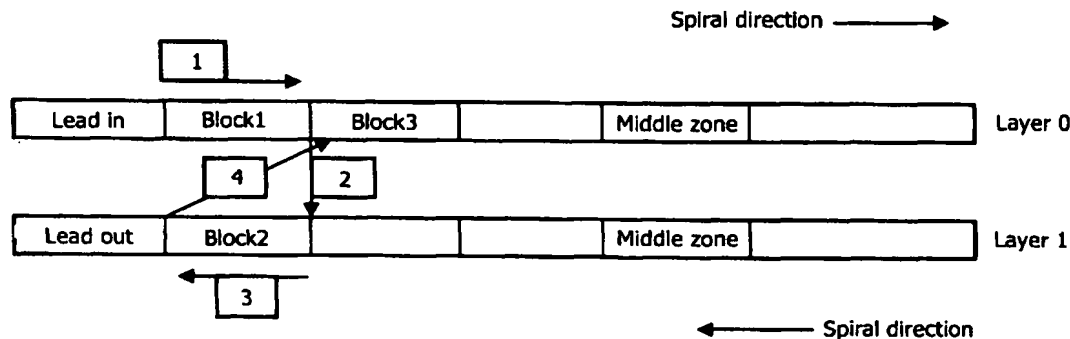 Spiral direction
1
Lead in Block1 Block3 Middle zone Layer 0
4 2
Lead out Block2 Middle zone Layer 1
3
Spiral direction